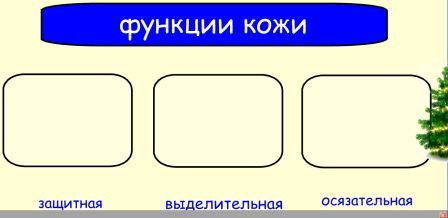 функции кожи
защитная
выделительная
осязательная